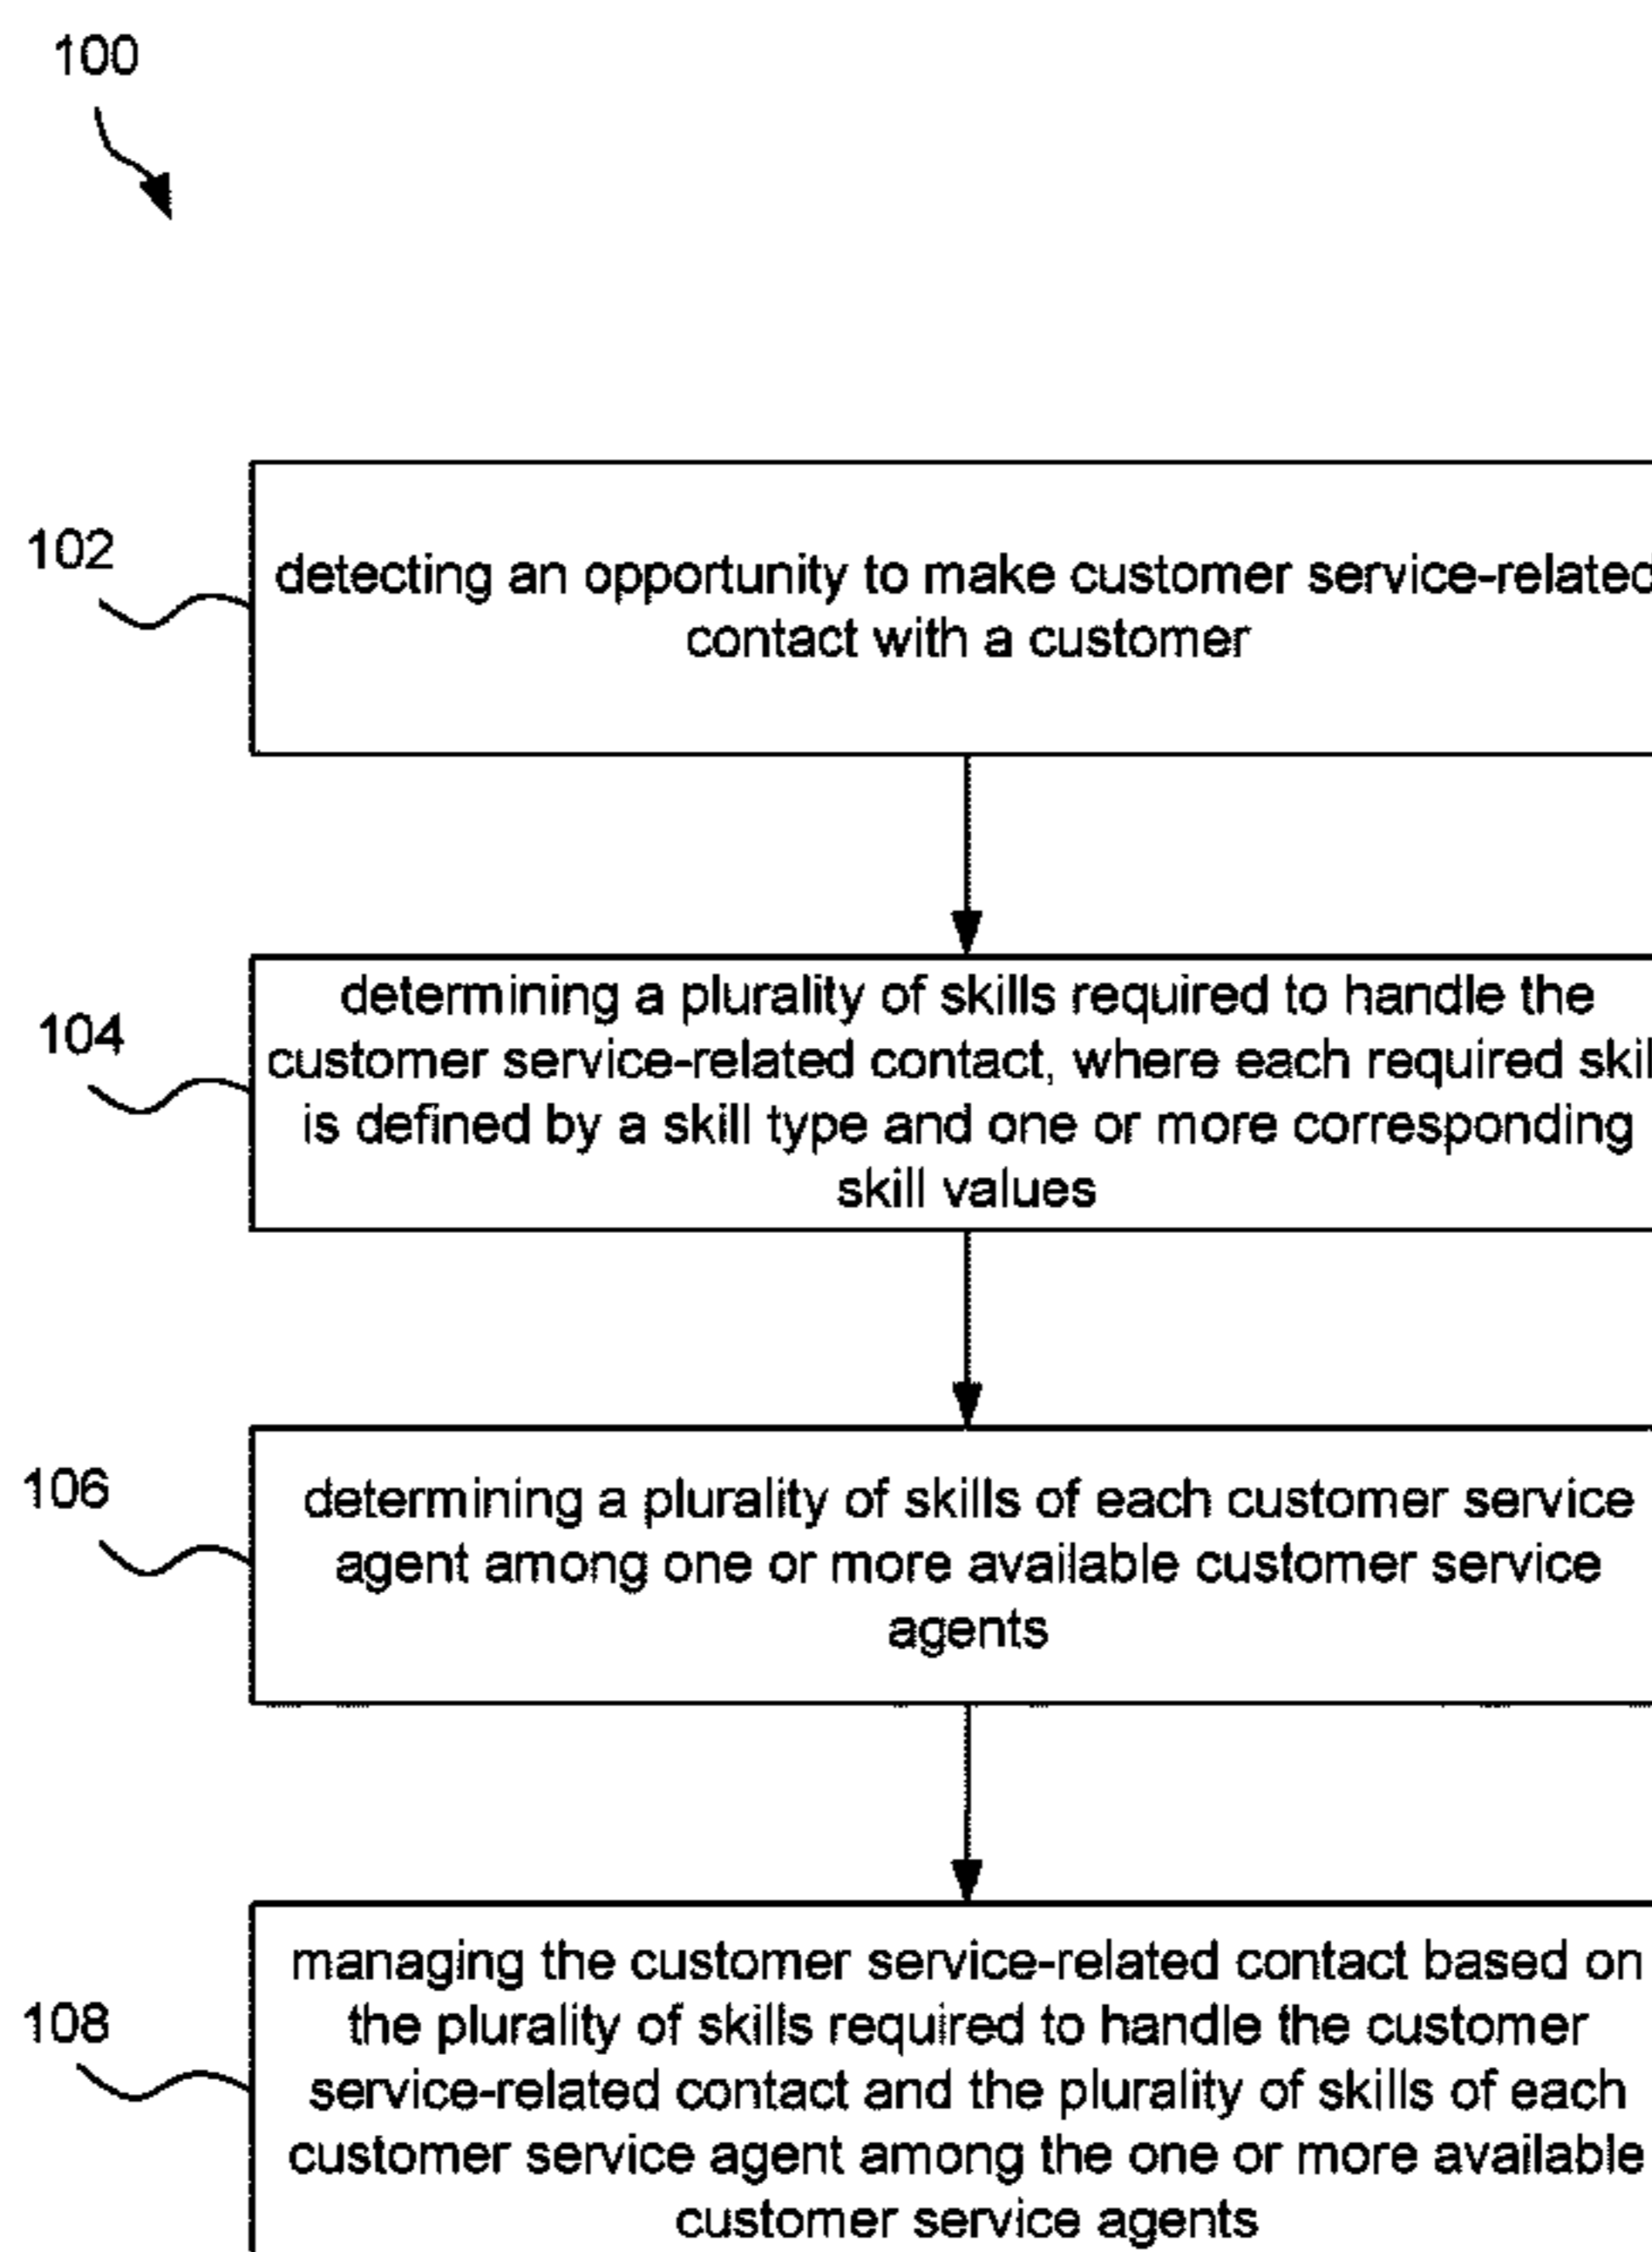 100
102
detecting an opportunity to make customer service-related
contact with a customer
104
determining a plurality of skills required to handle the
customer service-related contact, where each required skil
is defined by a skill type and one or more corresponding
skill values
106
determining a plurality of skills of each customer service
agent among one or more available customer service
agents
108
managing the customer service-related contact based on
the plurality of skills required to handle the customer
service-related contact and the plurality of skills of each
customer service agent among the one or more available
customer service agents